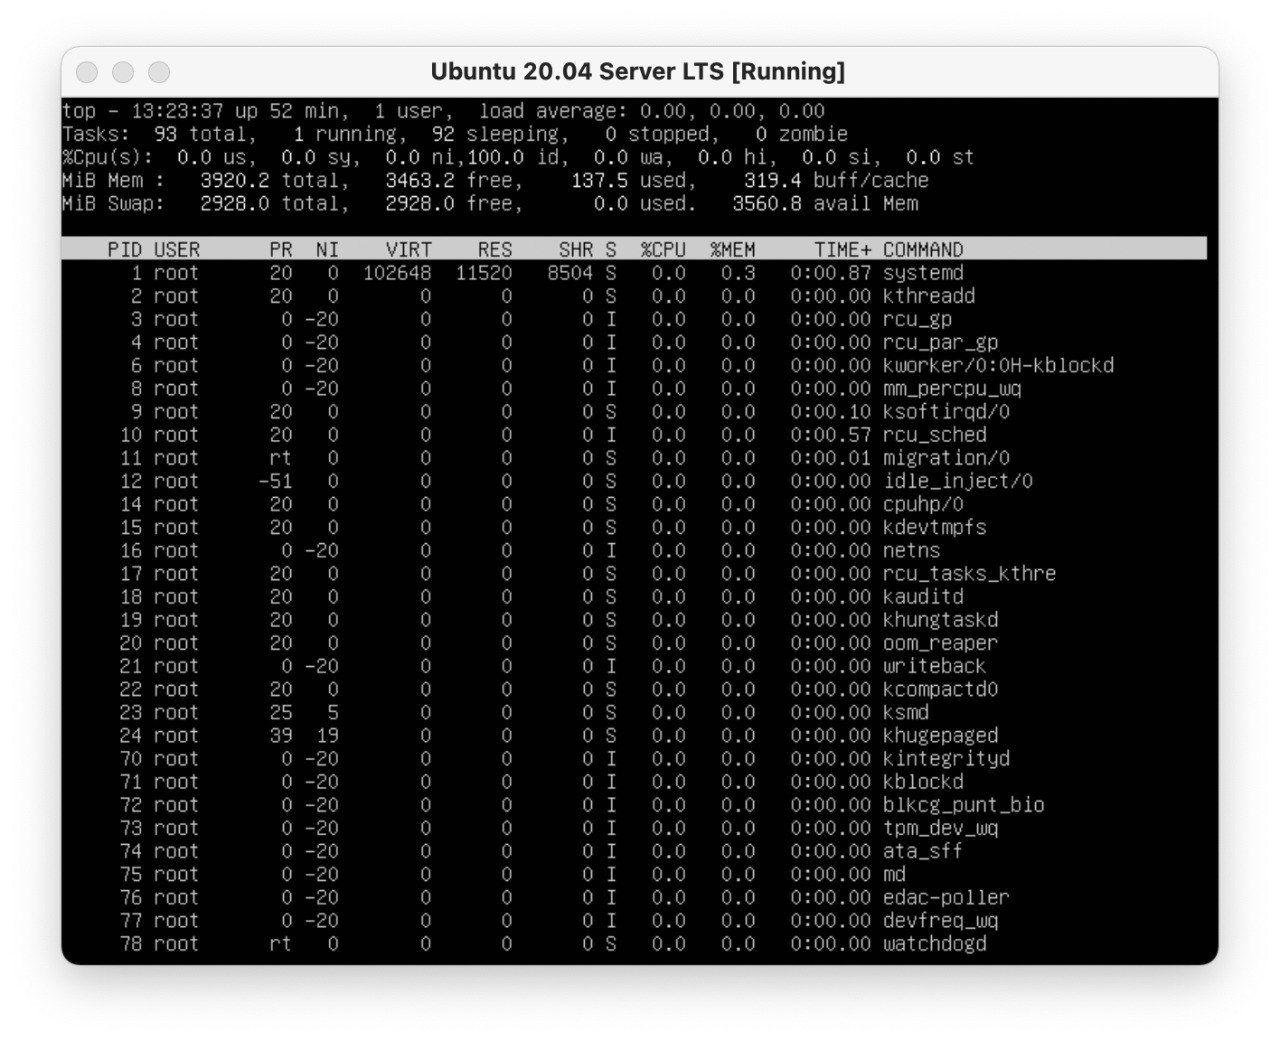 Ubuntu 20.04 Server LTS [Running]
top - 13:23:37 up 52 min,  1 user,  load average: 0.00, 0.00, 0.00
Tasks:  93 total,   1 running,  92 sleeping,   0 stopped,   0 zombie
%Cpu(s):  0.0 us,  0.0 sy,  0.0 ni,100.0 id,  0.0 wa,  0.0 hi,  0.0 si,  0.0 st
MiB Mem :   3920.2 total,   3463.2 free,    137.5 used,    319.4 buff/cache
MiB Swap:   2928.0 total,   2928.0 free,      0.0 used.   3560.8 avail Mem
PID USER      PR  NI    VIRT    RES    SHR S  %CPU  %MEM     TIME+ COMMAND
1 root      20   0  102648  11520   8504 S   0.0   0.3   0:00.87 systemd
2 root      20   0       0      0      0 S   0.0   0.0   0:00.00 kthreadd
3 root       0 -20       0      0      0 I   0.0   0.0   0:00.00 rcu_gp
4 root       0 -20       0      0      0 I   0.0   0.0   0:00.00 rcu_par_gp
6 root       0 -20       0      0      0 I   0.0   0.0   0:00.00 kworker/0:0H-kblockd
8 root       0 -20       0      0      0 I   0.0   0.0   0:00.00 mm_percpu_wq
9 root      20   0       0      0      0 S   0.0   0.0   0:00.10 ksoftirqd/0
10 root      20   0       0      0      0 I   0.0   0.0   0:00.57 rcu_sched
11 root      rt   0       0      0      0 S   0.0   0.0   0:00.01 migration/0
12 root     -51   0       0      0      0 S   0.0   0.0   0:00.00 idle_inject/0
14 root      20   0       0      0      0 S   0.0   0.0   0:00.00 cpuhp/0
15 root      20   0       0      0      0 S   0.0   0.0   0:00.00 kdevtmpfs
16 root       0 -20       0      0      0 I   0.0   0.0   0:00.00 netns
17 root      20   0       0      0      0 S   0.0   0.0   0:00.00 rcu_tasks_kthre
18 root      20   0       0      0      0 S   0.0   0.0   0:00.00 kauditd
19 root      20   0       0      0      0 S   0.0   0.0   0:00.00 khungtaskd
20 root      20   0       0      0      0 S   0.0   0.0   0:00.00 oom_reaper
21 root       0 -20       0      0      0 I   0.0   0.0   0:00.00 writeback
22 root      20   0       0      0      0 S   0.0   0.0   0:00.00 kcompactd0
23 root      25   5       0      0      0 S   0.0   0.0   0:00.00 ksmd
24 root      39  19       0      0      0 S   0.0   0.0   0:00.00 khugepaged
70 root       0 -20       0      0      0 I   0.0   0.0   0:00.00 kintegrityd
71 root       0 -20       0      0      0 I   0.0   0.0   0:00.00 kblockd
72 root       0 -20       0      0      0 I   0.0   0.0   0:00.00 blkcg_punt_bio
73 root       0 -20       0      0      0 I   0.0   0.0   0:00.00 tpm_dev_wq
74 root       0 -20       0      0      0 I   0.0   0.0   0:00.00 ata_sff
75 root       0 -20       0      0      0 I   0.0   0.0   0:00.00 md
76 root       0 -20       0      0      0 I   0.0   0.0   0:00.00 edac-poller
77 root       0 -20       0      0      0 I   0.0   0.0   0:00.00 devfreq_wq
78 root      rt   0       0      0      0 S   0.0   0.0   0:00.00 watchdogd